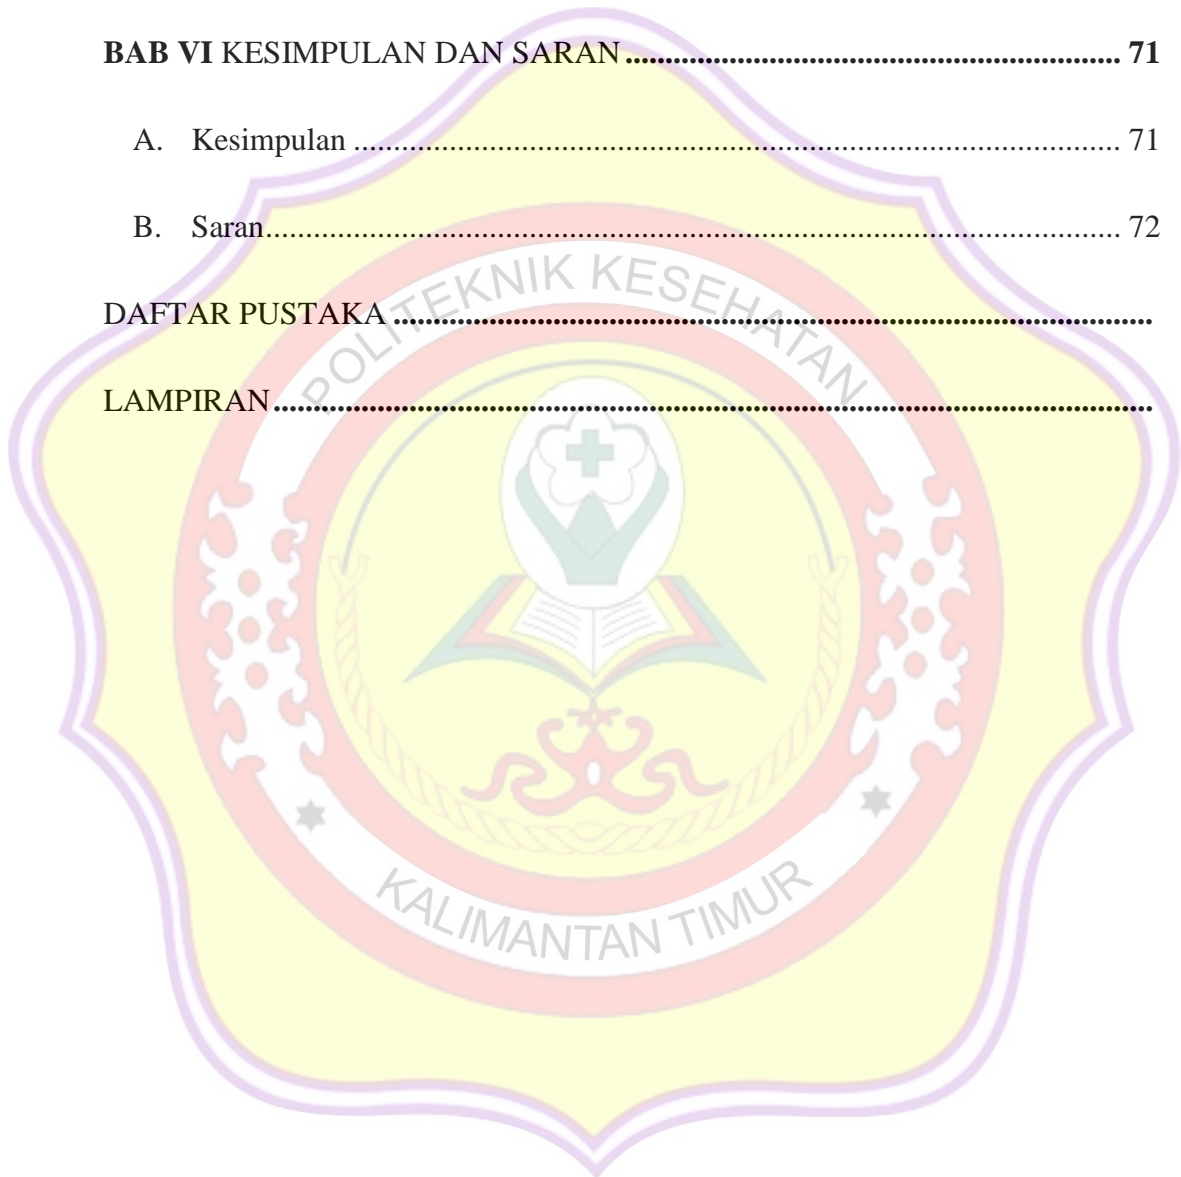 BAB VI KESIMPULAN DAN SARAN ............................................................... 71
A. Kesimpulan ................................................................................................ 71
B. Saran........................................................................................................... 72
DAFTAR PUSTAKA ................................................................................................
LAMPIRAN...............................................................................................................
POLITEKNIK KESEHATAN
KALIMANTAN TIMUR